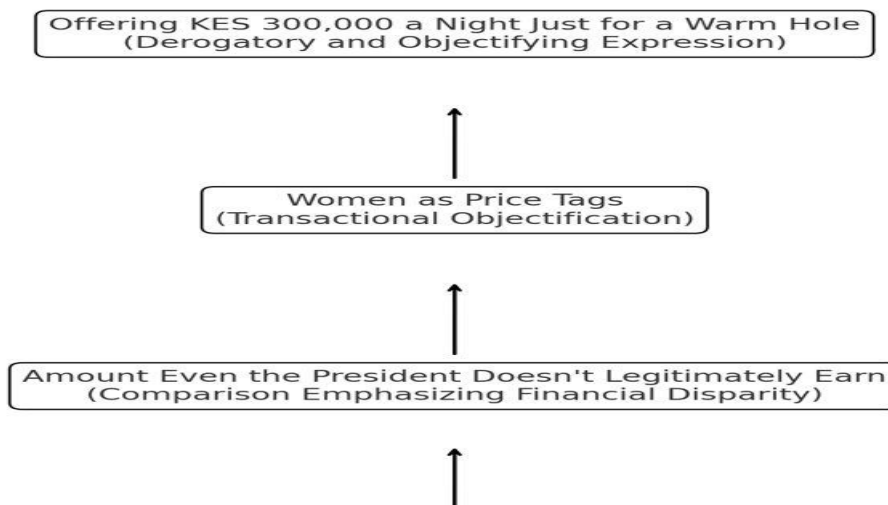 Offering KES 300,000 a Night Just for a Warm Hole
(Derogatory and Objectifying Expression)
Women as Price Tags
(Transactional Objectification)
Amount Even the President Doesn't Legitimately Earn
(Comparison Emphasizing Financial Disparity)